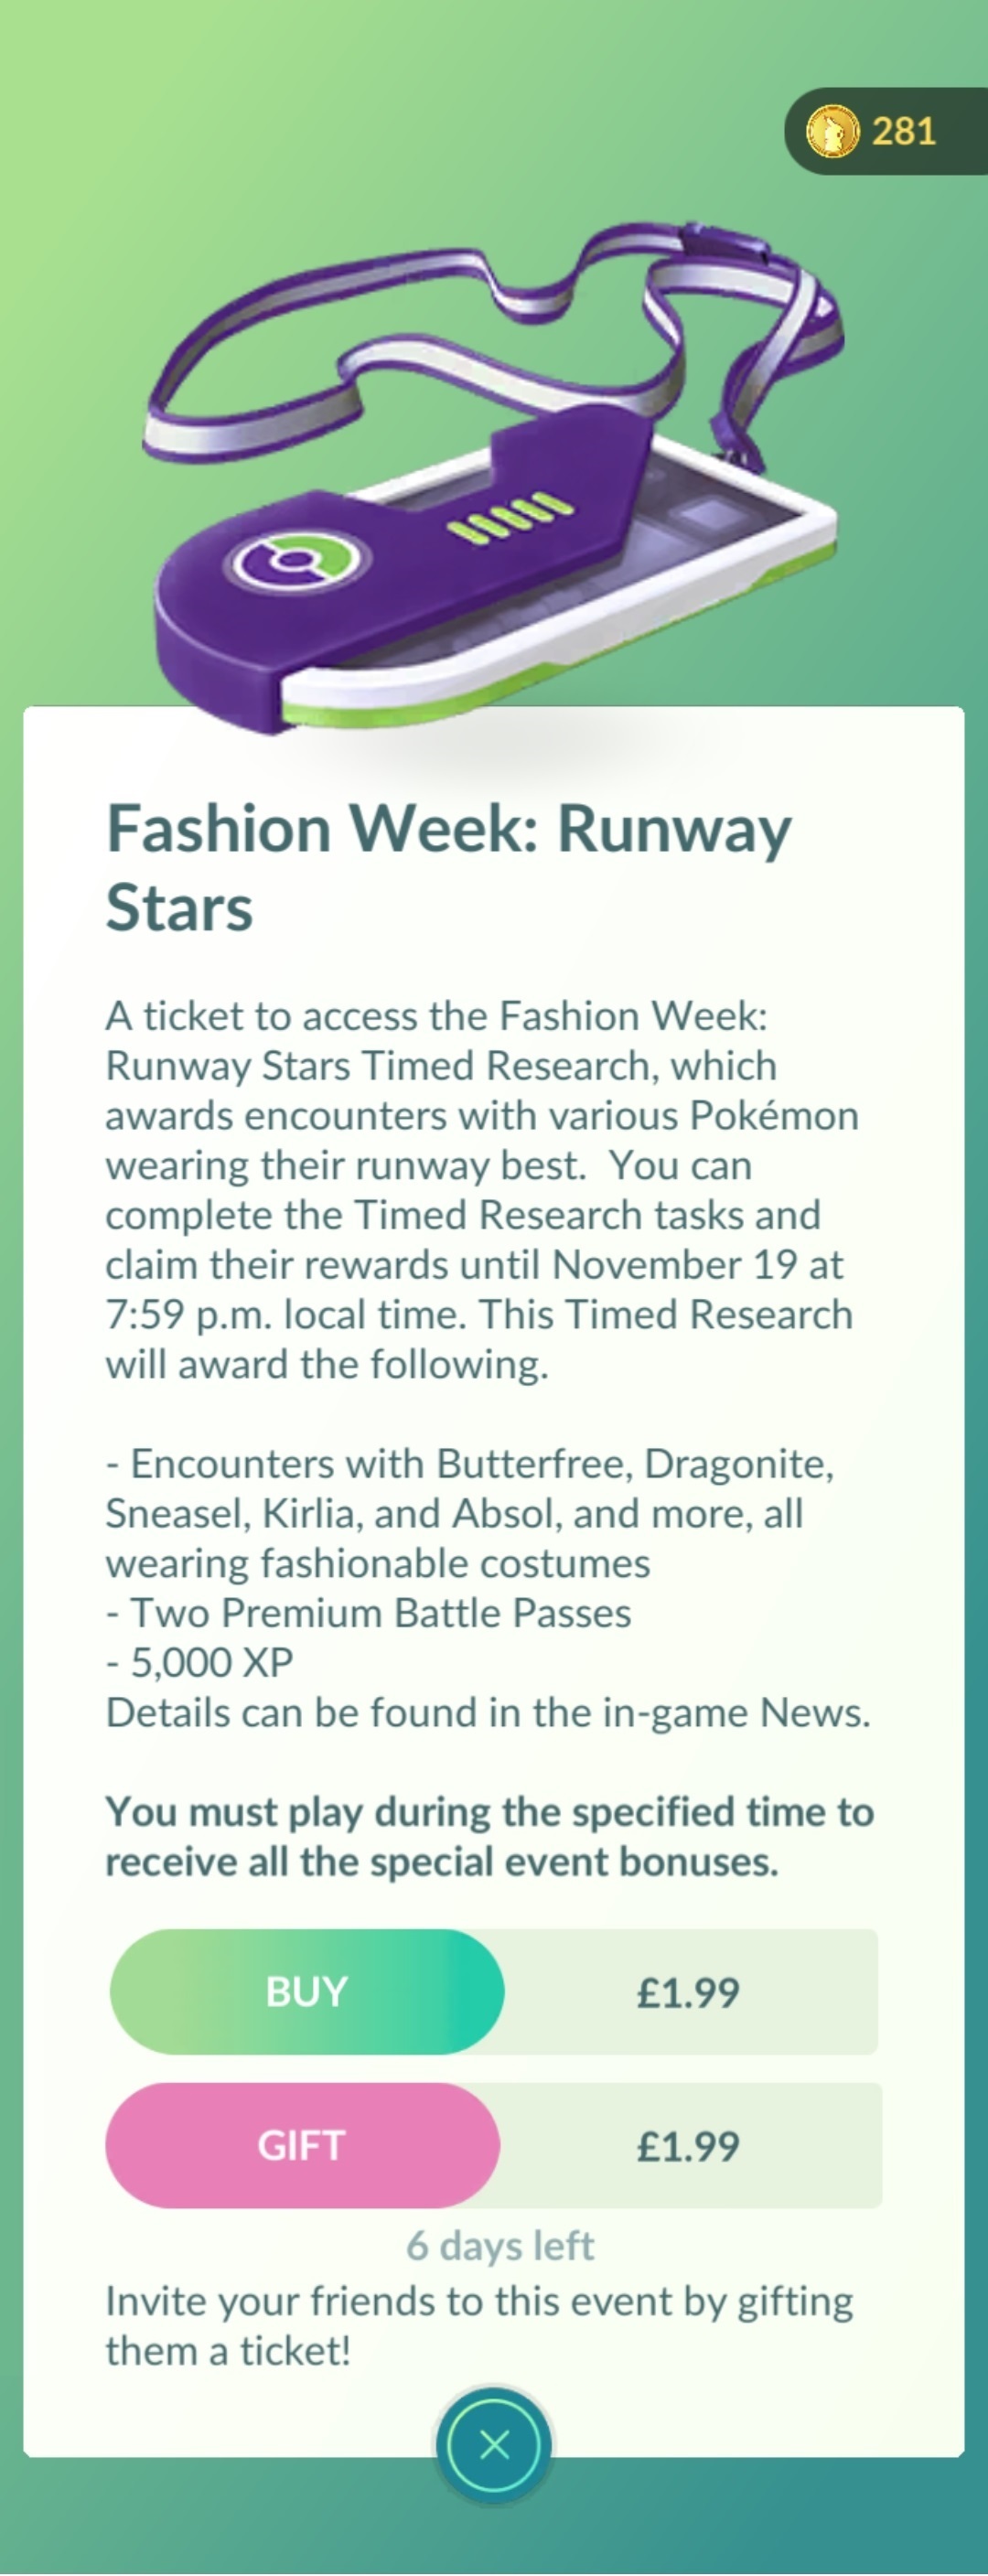 281
Fashion Week: Runway
Stars
A ticket to access the Fashion Week:
Runway Stars Timed Research, which
awards encounters with various Pokémon
wearing their runway best.  You can
complete the Timed Research tasks and
claim their rewards until November 19 at
7:59 p.m. local time. This Timed Research
will award the following.
- Encounters with Butterfree, Dragonite,
Sneasel, Kirlia, and Absol, and more, all
wearing fashionable costumes
- Two Premium Battle Passes
- 5,000 XP
Details can be found in the in-game News.
You must play during the specified time to
receive all the special event bonuses.
BUY £1.99
GIFT £1.99
6 days left
Invite your friends to this event by gifting
them a ticket!